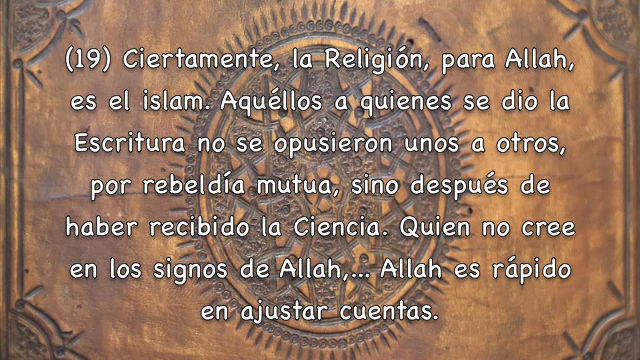 (19) Ciertamente, la Religión, para Allah,
es el islam. Aquéllos a quienes se dio la
Escritura no se opusieron unos a otros,
por rebeldía mutua, sino después de
haber recibido la Ciencia. Quien no cree
en los signos de Allah,... Allah es rápido
en ajustar cuentas.